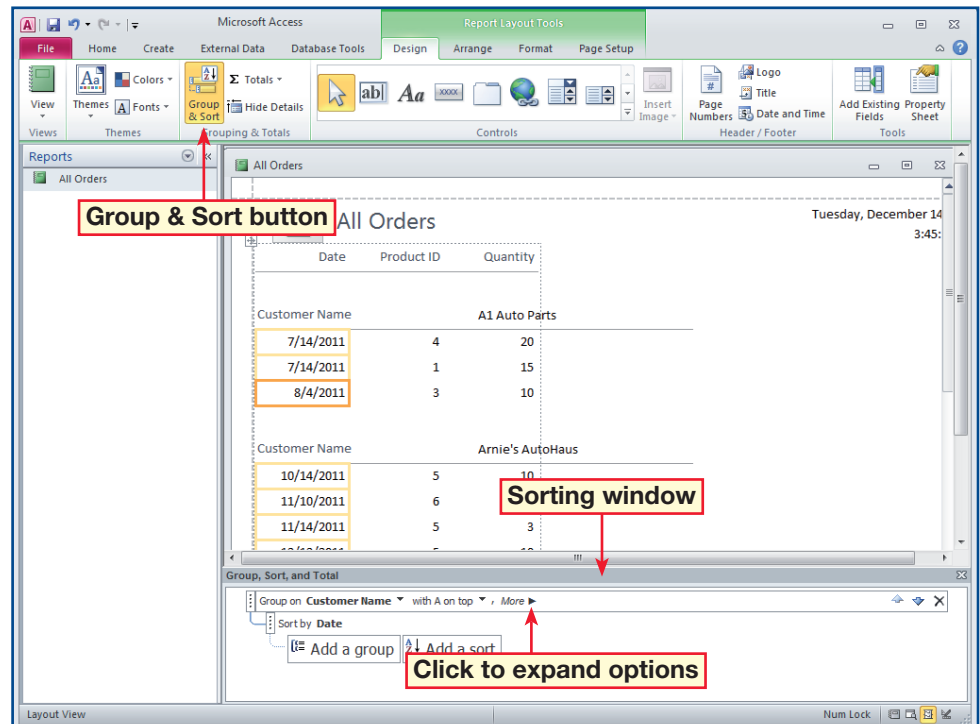 Microsoft Access
Report Layout Tools
File Home Create External Data Database Tools Design Arrange Format Page Setup
View
Themes
Colors
Fonts
Group & Sort
Totals
Hide Details
Aa
ab
Aa
xxxx
Insert Image
Page Numbers
Logo
Title
Date and Time
Add Existing Fields
Property Sheet
Views Themes Grouping & Totals Controls Header / Footer Tools
Reports
All Orders
All Orders
Group & Sort button
All Orders
Tuesday, December 14
3:45:
Date Product ID Quantity
Customer Name A1 Auto Parts
7/14/2011 4 20
7/14/2011 1 15
8/4/2011 3 10
Customer Name Arnie's AutoHaus
10/14/2011 5 10
11/10/2011 6
11/14/2011 5 3
Sorting window
Group, Sort, and Total
Group on Customer Name with A on top , More
Sort by Date
Add a group Add a sort
Click to expand options
Layout View
Num Lock